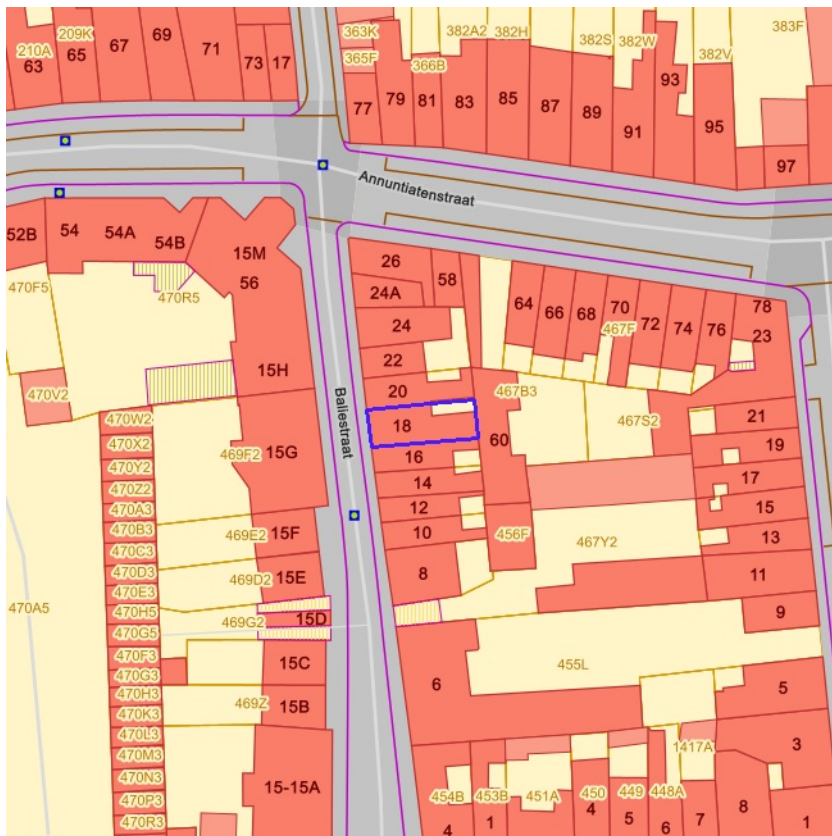 383F
382A2
382H
382S
382W
382V
363K
365F
366B
209K
210A
63
65
67
69
71
73
17
77
79
81
83
85
87
89
91
93
95
97
Annuntiatenstraat
52B
54
54A
54B
15M
56
470F5
470R5
470V2
15H
26
24A
24
22
20
18
16
14
12
10
8
58
64
66
68
70
467F
72
74
76
78
23
467B3
467S2
60
21
19
17
15
13
11
9
456F
467Y2
Baliestraat
470W2
470X2
470Y2
470Z2
470A3
470B3
470C3
470D3
470E3
470H5
470G5
470F3
470G3
470H3
470K3
470L3
470M3
470N3
470P3
470R3
470A5
469F2
15G
469E2
15F
469D2
15E
469G2
15D
15C
469Z
15B
15-15A
6
455L
5
3
1417A
454B
453B
451A
450
449
448A
4
1
4
5
6
7
8
1